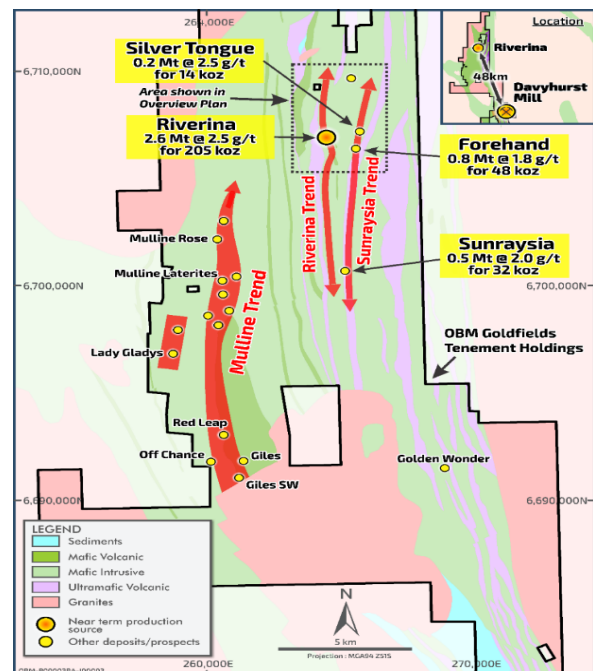 264,000E
Location
Riverina
48km
Davyhurst
Mill
Silver Tongue
0.2 Mt @ 2.5 g/t
for 14 koz
6,710,000N
Area shown in
Overview Plan
Riverina
2.6 Mt @ 2.5 g/t
for 205 koz
Forehand
0.8 Mt @ 1.8 g/t
for 48 koz
Riverina Trend
Sunraysia Trend
Mulline Rose
Sunraysia
0.5 Mt @ 2.0 g/t
for 32 koz
Mulline Laterites
6,700,000N
6,700,000N
Mulline Trend
OBM Goldfields
Tenement Holdings
Lady Gladys
Red Leap
Off Chance
Giles
Giles SW
Golden Wonder
6,690,000N
6,690,000N
LEGEND
Sediments
Mafic Volcanic
Mafic Intrusive
Ultramafic Volcanic
Granites
Near term production
source
Other deposits/prospects
N
5 km
Projection : MGA94 Z51S
260,000E
270,000E